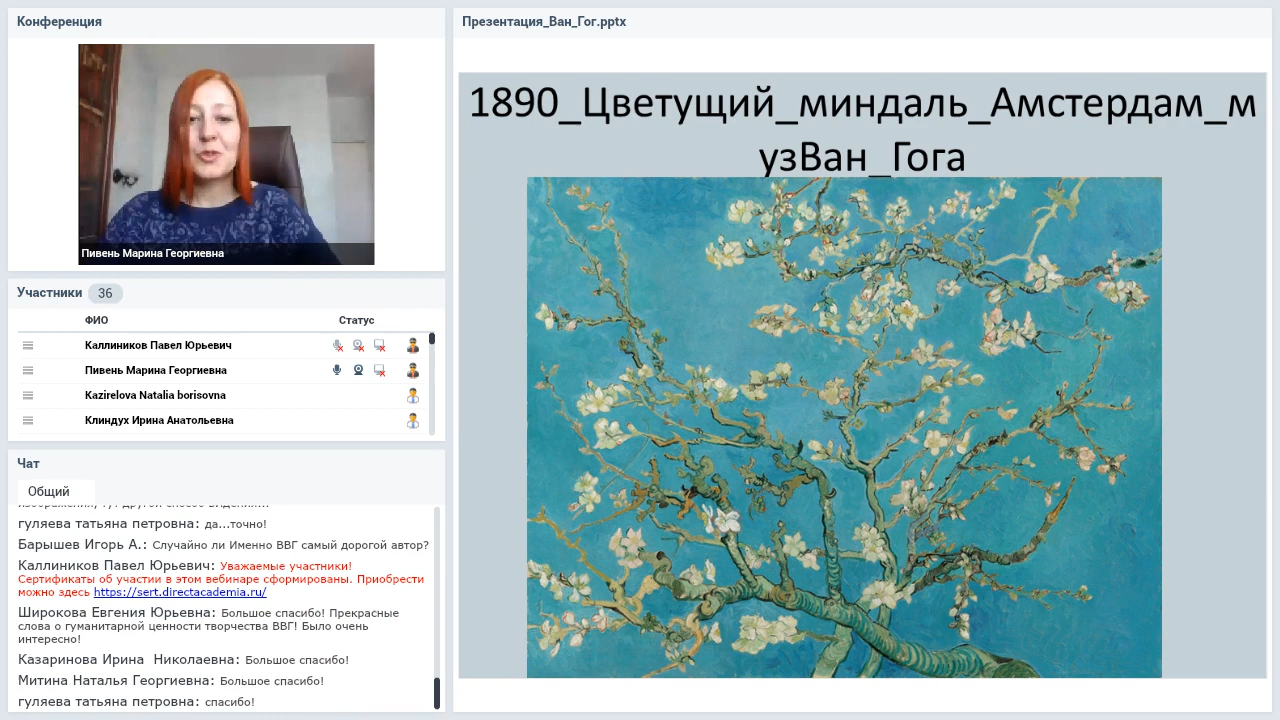 Конференция
Пивень Марина Георгиевна
Участники 36
ФИО Статус
Каллиников Павел Юрьевич
Пивень Марина Георгиевна
Kazirelova Natalia borisovna
Клиндух Ирина Анатольевна
Чат
Общий
гуляева татьяна петровна: да...точно!
Барышев Игорь А.: Случайно ли Именно ВВГ самый дорогой автор?
Каллиников Павел Юрьевич: Уважаемые участники!
Сертификаты об участии в этом вебинаре сформированы. Приобрести
можно здесь https://sert.directacademia.ru/
Широкова Евгения Юрьевна: Большое спасибо! Прекрасные
слова о гуманитарной ценности творчества ВВГ! Было очень
интересно!
Казаринова Ирина  Николаевна: Большое спасибо!
Митина Наталья Георгиевна: Большое спасибо!
гуляева татьяна петровна: спасибо!
Презентация_Ван_Гог.pptx
1890_Цветущий_миндаль_Амстердам_м
узВан_Гога